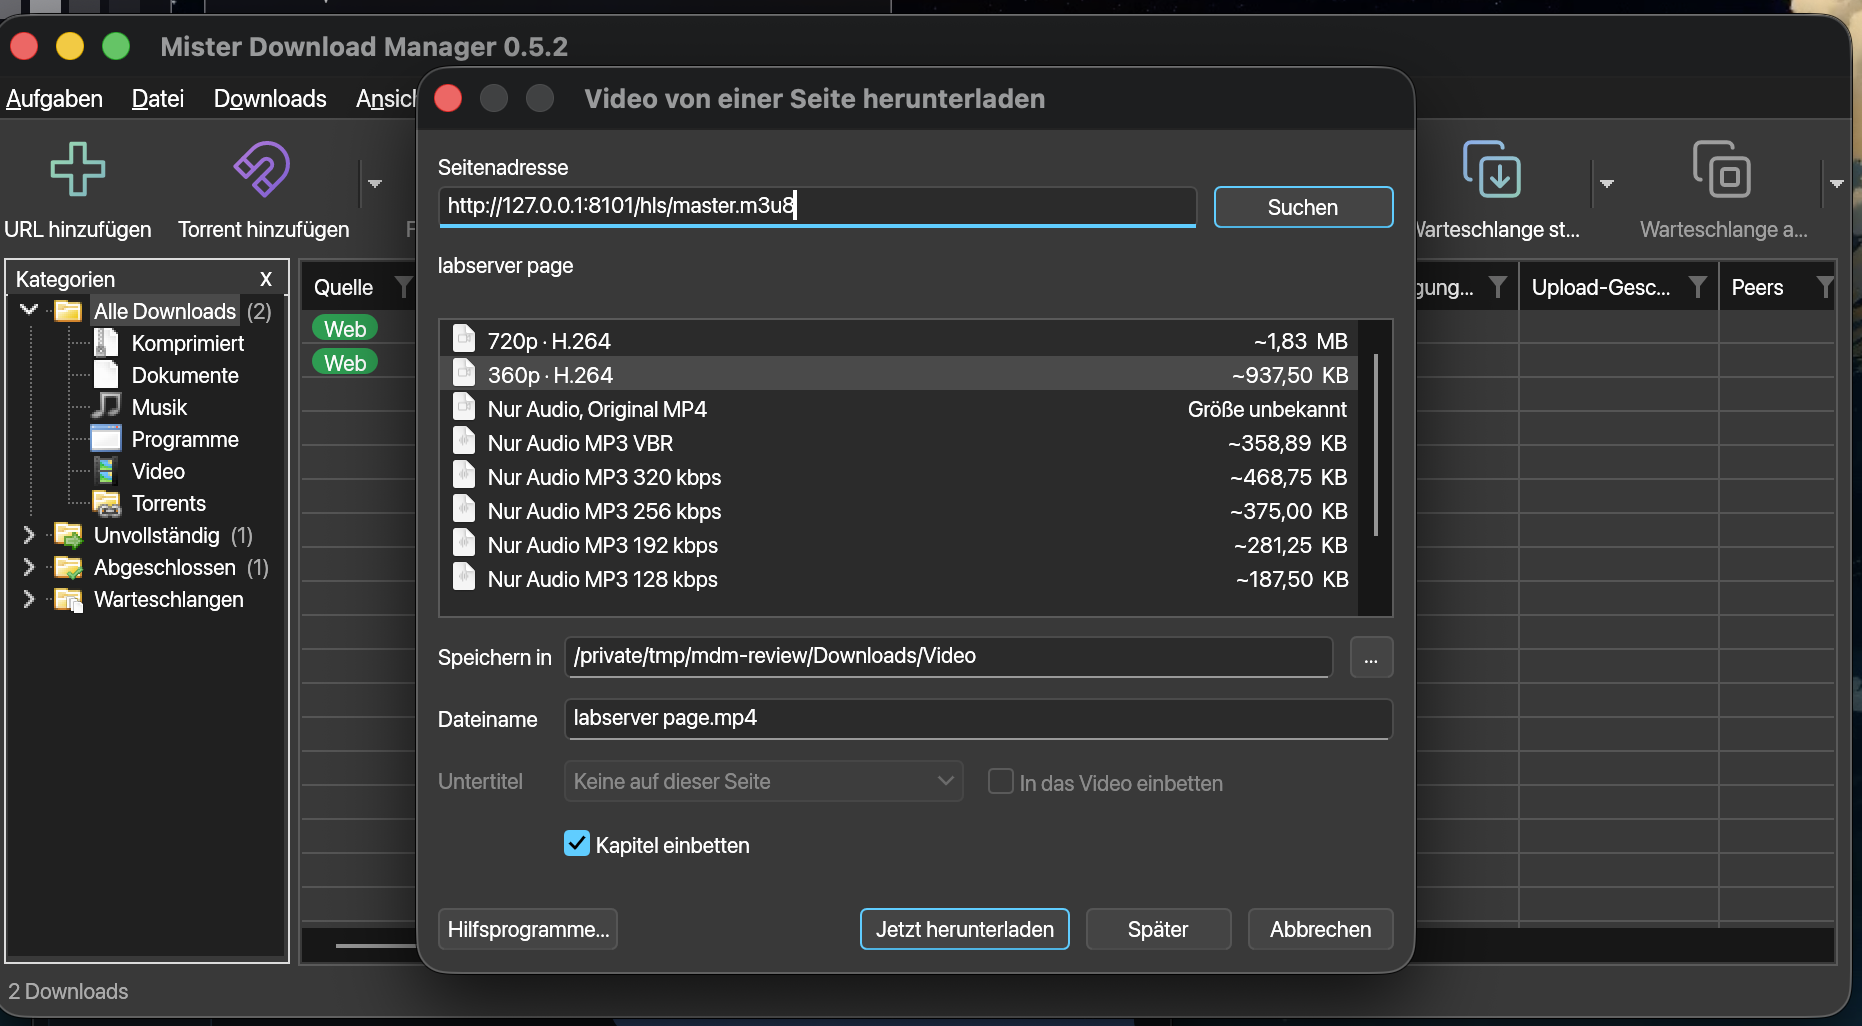 Mister Download Manager 0.5.2
Aufgaben Datei Downloads Ansich
URL hinzufügen Torrent hinzufügen F
Warteschlange st... Warteschlange a...
Kategorien X
Alle Downloads (2)
Komprimiert
Dokumente
Musik
Programme
Video
Torrents
Unvollständig (1)
Abgeschlossen (1)
Warteschlangen
Quelle
Web
Web
gung... Upload-Gesc... Peers
Video von einer Seite herunterladen
Seitenadresse
http://127.0.0.1:8101/hls/master.m3u8 Suchen
labserver page
720p · H.264 ~1,83 MB
360p · H.264 ~937,50 KB
Nur Audio, Original MP4 Größe unbekannt
Nur Audio MP3 VBR ~358,89 KB
Nur Audio MP3 320 kbps ~468,75 KB
Nur Audio MP3 256 kbps ~375,00 KB
Nur Audio MP3 192 kbps ~281,25 KB
Nur Audio MP3 128 kbps ~187,50 KB
Speichern in /private/tmp/mdm-review/Downloads/Video ...
Dateiname labserver page.mp4
Untertitel Keine auf dieser Seite In das Video einbetten
Kapitel einbetten
Hilfsprogramme... Jetzt herunterladen Später Abbrechen
2 Downloads